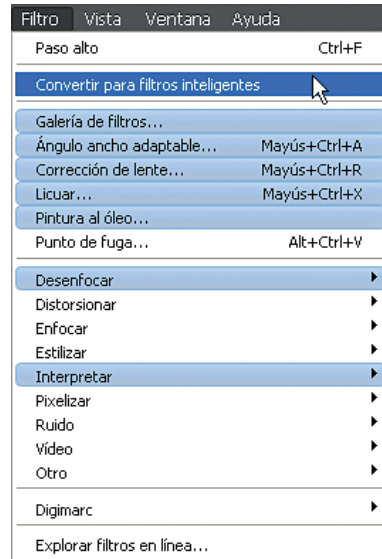 Filtro Vista Ventana Ayuda
Paso alto Ctrl+F
Convertir para filtros inteligentes
Galería de filtros...
Ángulo ancho adaptable... Mayús+Ctrl+A
Corrección de lente... Mayús+Ctrl+R
Licuar... Mayús+Ctrl+X
Pintura al óleo...
Punto de fuga... Alt+Ctrl+V
Desenfocar
Distorsionar
Enfocar
Estilizar
Interpretar
Pixelizar
Ruido
Vídeo
Otro
Digimarc
Explorar filtros en línea...